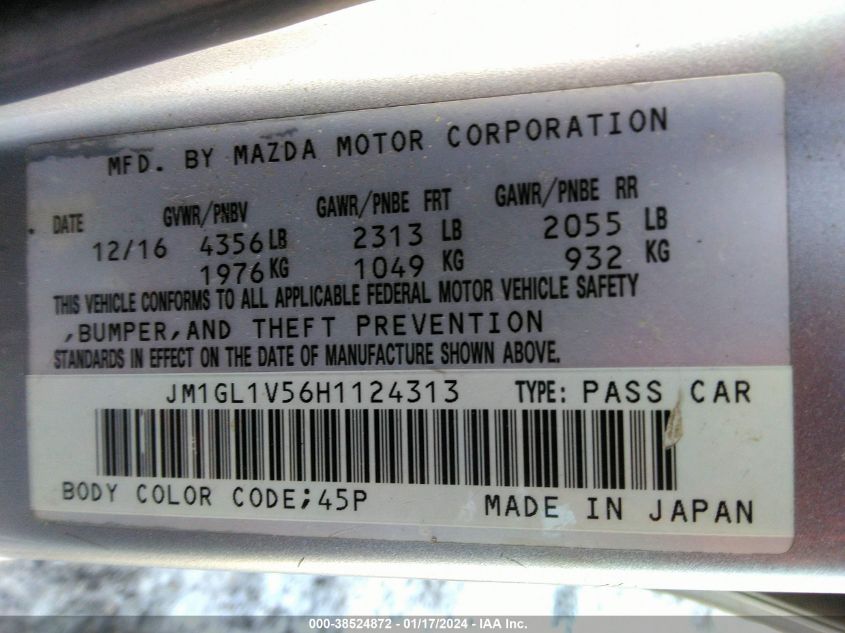 MFD. BY MAZDA MOTOR CORPORATION
DATE GVWR/PNBV GAWR/PNBE FRT GAWR/PNBE RR
12/16 4356 LB 2313 LB 2055 LB
1976 KG 1049 KG 932 KG
THIS VEHICLE CONFORMS TO ALL APPLICABLE FEDERAL MOTOR VEHICLE SAFETY
,BUMPER,AND THEFT PREVENTION
STANDARDS IN EFFECT ON THE DATE OF MANUFACTURE SHOWN ABOVE.
JM1GL1V56H1124313 TYPE: PASS CAR
BODY COLOR CODE;45P MADE IN JAPAN
000-38524872 - 01/17/2024 - IAA Inc.